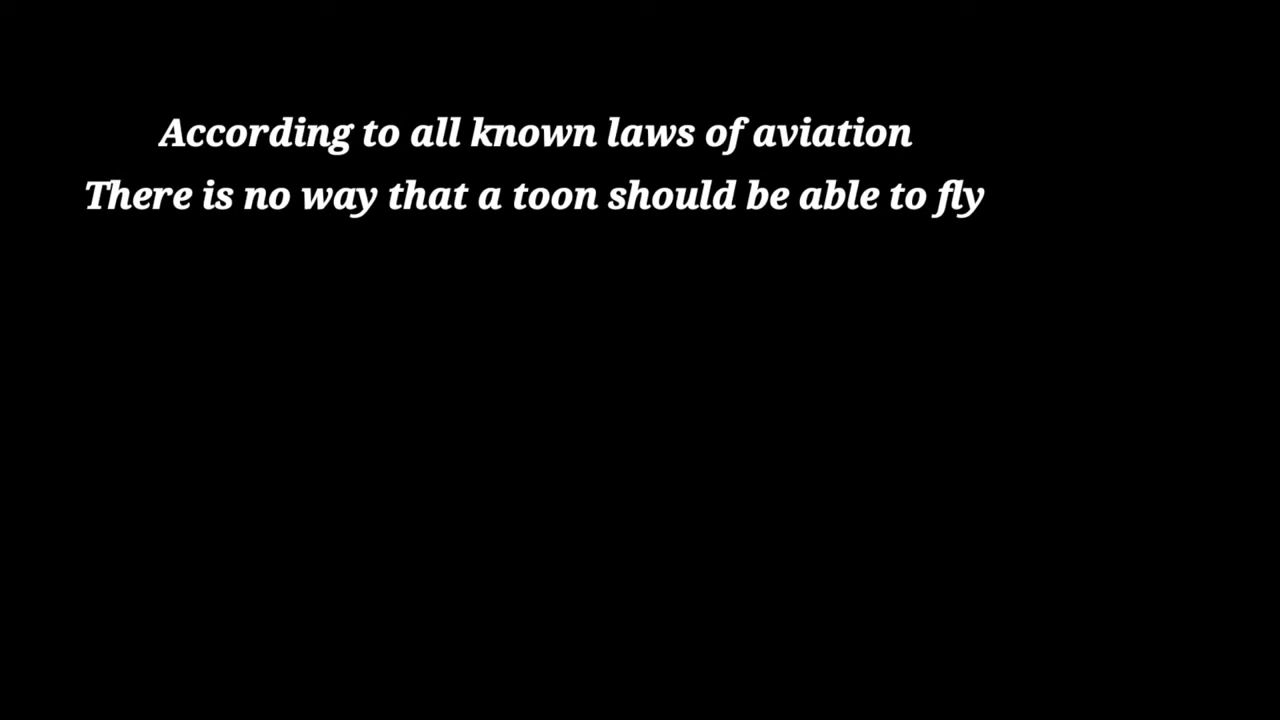 According to all known laws of aviation
There is no way that a toon should be able to fly